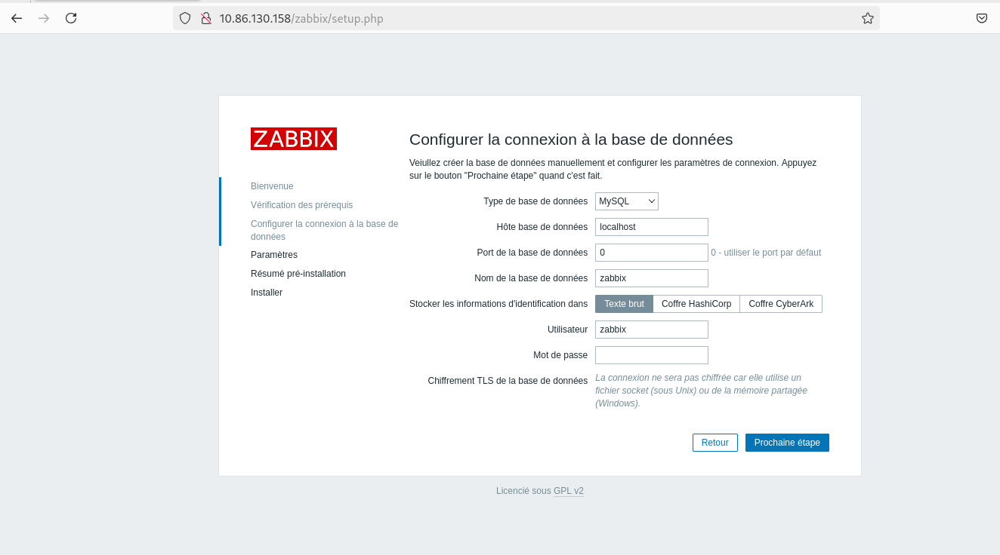 10.86.130.158/zabbix/setup.php
ZABBIX
Bienvenue
Vérification des prérequis
Configurer la connexion à la base de
données
Paramètres
Résumé pré-installation
Installer
Configurer la connexion à la base de données
Veiullez créer la base de données manuellement et configurer les paramètres de connexion. Appuyez
sur le bouton "Prochaine étape" quand c'est fait.
Type de base de données MySQL
Hôte base de données localhost
Port de la base de données 0 0 - utiliser le port par défaut
Nom de la base de données zabbix
Stocker les informations d'identification dans Texte brut Coffre HashiCorp Coffre CyberArk
Utilisateur zabbix
Mot de passe
Chiffrement TLS de la base de données La connexion ne sera pas chiffrée car elle utilise un
fichier socket (sous Unix) ou de la mémoire partagée
(Windows).
Retour Prochaine étape
Licencié sous GPL v2